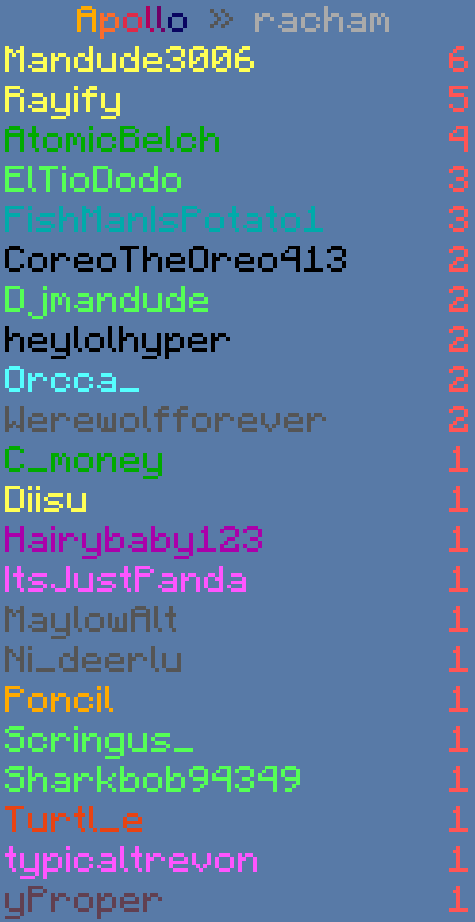 Apollo » racham
Mandude3006 6
Rayify 5
AtomicBelch 4
ElTioDodo 3
FishManIsPotato1 3
CoreoTheOreo413 2
Djmandude 2
heylolhyper 2
Orcca_ 2
Werewolfforever 2
C_money 1
Diisu 1
Hairybaby123 1
ItsJustPanda 1
MaylowAlt 1
Ni_deerlu 1
Poncil 1
Scringus_ 1
Sharkbob94349 1
Turtl_e 1
typicaltrevon 1
yProper 1